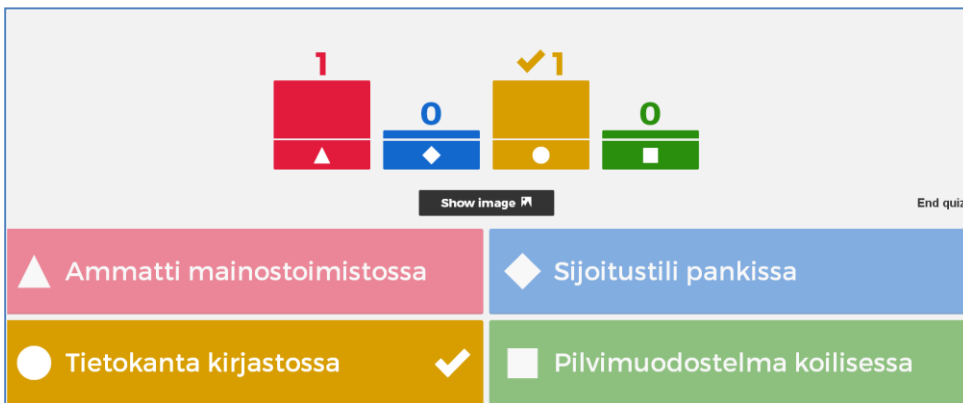 1
0
1
0
Show image
End quiz
Ammatti mainostoimistossa
Sijoitustili pankissa
Tietokanta kirjastossa
Pilvimuodostelma koilisessa